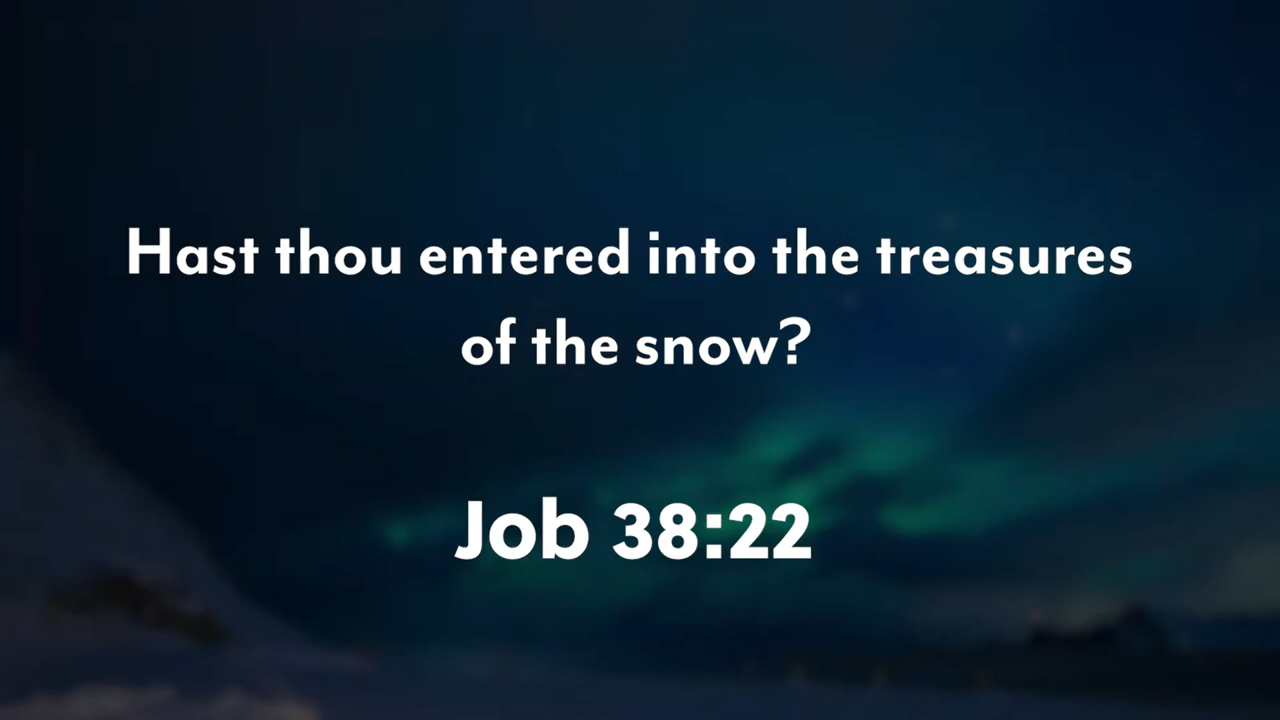 Hast thou entered into the treasures
of the snow?
Job 38:22